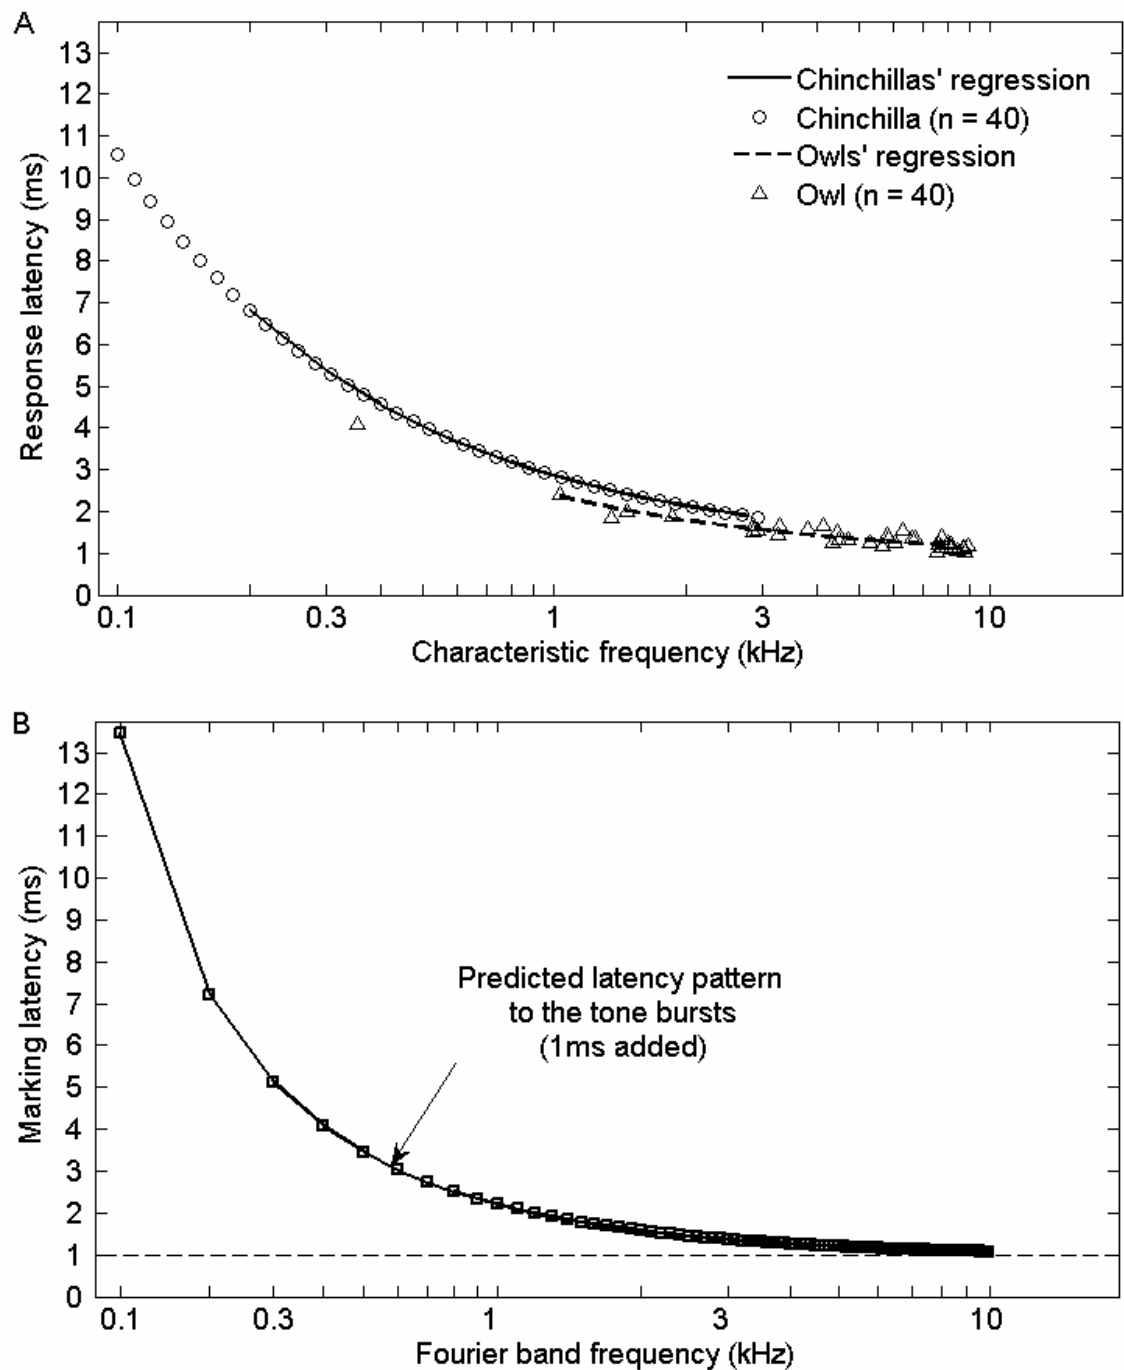 A
13
12
11
10
9
8
7
6
5
4
3
2
1
0
Response latency (ms)
Chinchillas' regression
Chinchilla (n = 40)
Owls' regression
Owl (n = 40)
0.1 0.3 1 3 10
Characteristic frequency (kHz)
B
13
12
11
10
9
8
7
6
5
4
3
2
1
0
Marking latency (ms)
Predicted latency pattern
to the tone bursts
(1ms added)
0.1 0.3 1 3 10
Fourier band frequency (kHz)